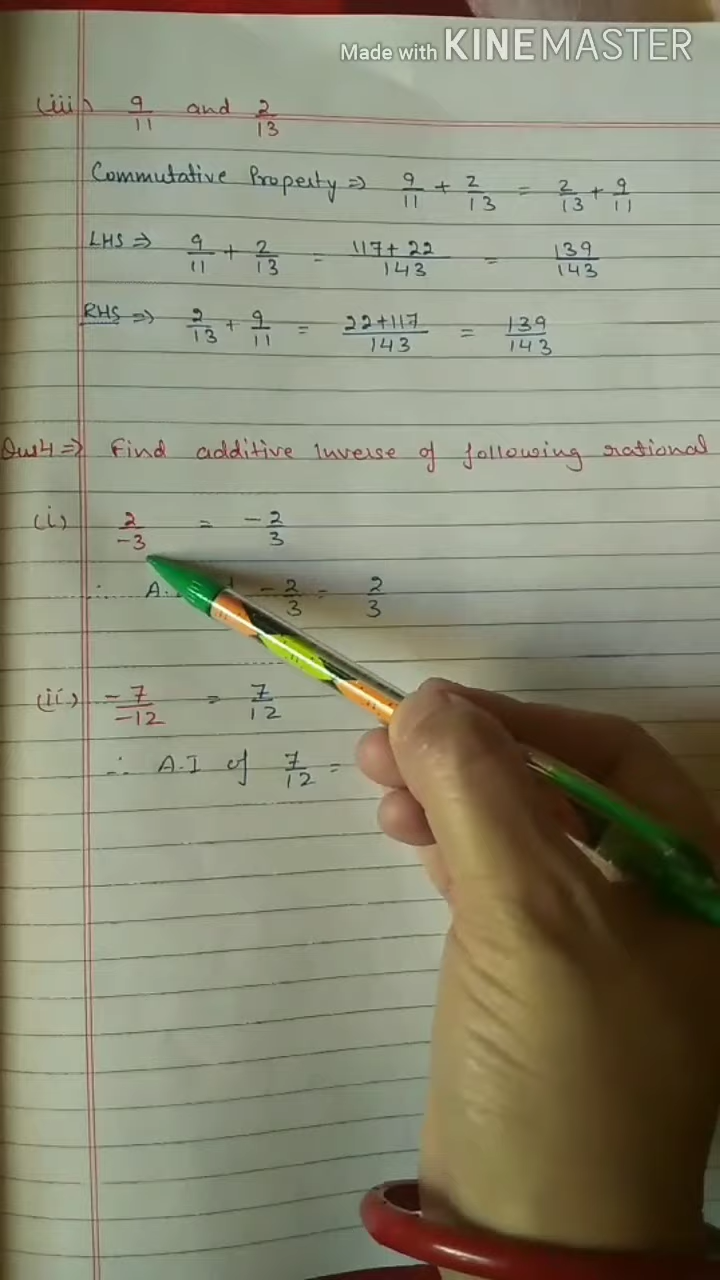 Made with KINEMASTER
(iii) 9/11 and 2/13
Commutative Property ⇒ 9/11 + 2/13 = 2/13 + 9/11
LHS ⇒ 9/11 + 2/13 = 117+22/143 = 139/143
RHS ⇒ 2/13 + 9/11 = 22+117/143 = 139/143
Qus4 ⇒ Find additive Inverse of following rational
(i) 2/-3 = -2/3
∴ A. -2/3 = 2/3
(ii) -7/-12 = 7/12
∴ A.I of 7/12 =